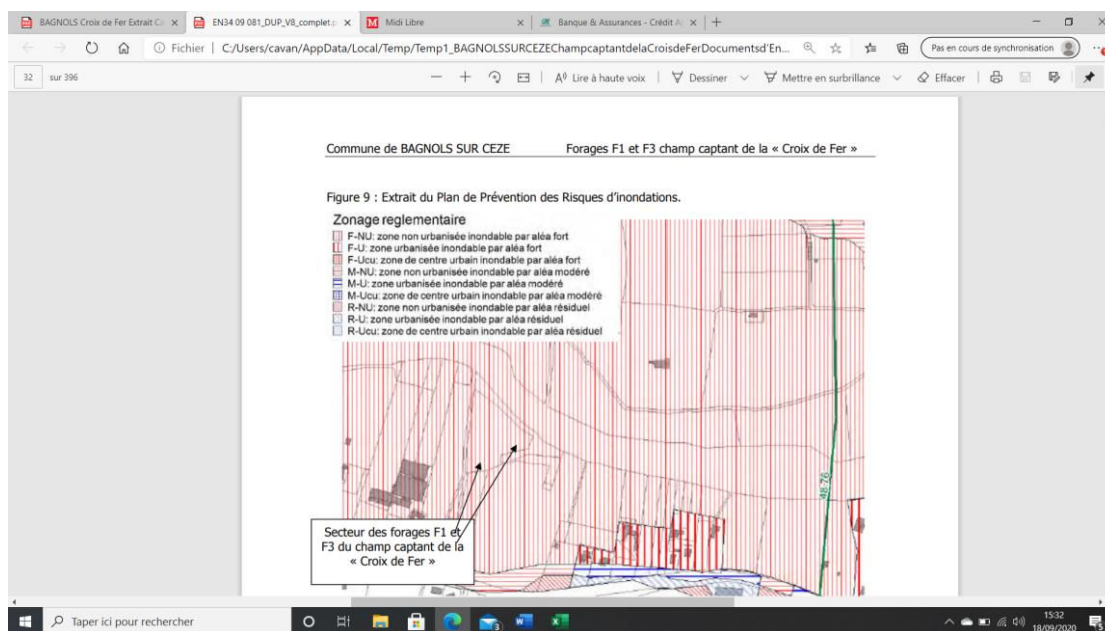 BAGNOLS Croix de Fer Extrait Ca
EN34 09 081_DUP_V8_complet.p
Midi Libre
Banque & Assurances - Crédit A
Fichier
C:/Users/cavan/AppData/Local/Temp/Temp1_BAGNOLSSURCEZEChampcaptantdelaCroisdeFerDocumentsd'En...
Pas en cours de synchronisation
32 sur 396
Lire à haute voix
Dessiner
Mettre en surbrillance
Effacer
Commune de BAGNOLS SUR CEZE
Forages F1 et F3 champ captant de la « Croix de Fer »
Figure 9 : Extrait du Plan de Prévention des Risques d'inondations.
Zonage reglementaire
F-NU: zone non urbanisée inondable par aléa fort
F-U: zone urbanisée inondable par aléa fort
F-Ucu: zone de centre urbain inondable par aléa fort
M-NU: zone non urbanisée inondable par aléa modéré
M-U: zone urbanisée inondable par aléa modéré
M-Ucu: zone de centre urbain inondable par aléa modéré
R-NU: zone non urbanisée inondable par aléa résiduel
R-U: zone urbanisée inondable par aléa résiduel
R-Ucu: zone de centre urbain inondable par aléa résiduel
48.76
Secteur des forages F1 et
F3 du champ captant de la
« Croix de Fer »
Taper ici pour rechercher
15:32
18/09/2020